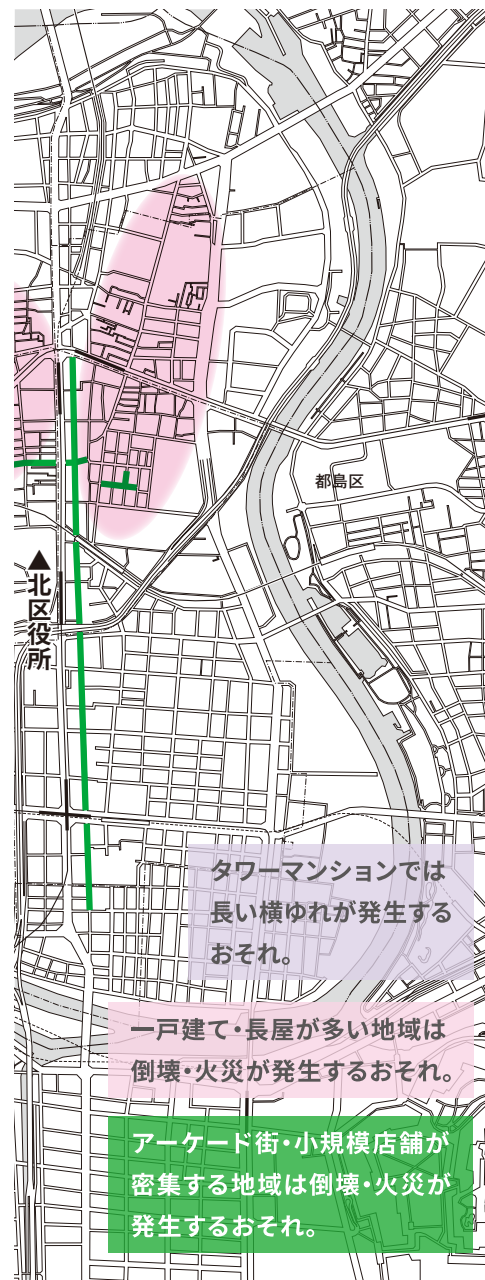 都島区
▲北区役所
タワーマンションでは
長い横ゆれが発生する
おそれ。
一戸建て・長屋が多い地域は
倒壊・火災が発生するおそれ。
アーケード街・小規模店舗が
密集する地域は倒壊・火災が
発生するおそれ。